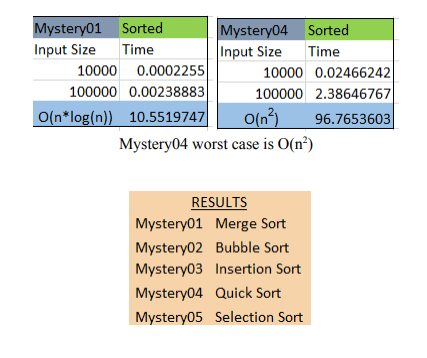 Mystery01 Sorted
Input Size Time
10000 0.0002255
100000 0.00238883
O(n*log(n)) 10.5519747
Mystery04 Sorted
Input Size Time
10000 0.02466242
100000 2.38646767
O(n²) 96.7653603
Mystery04 worst case is O(n²)
RESULTS
Mystery01 Merge Sort
Mystery02 Bubble Sort
Mystery03 Insertion Sort
Mystery04 Quick Sort
Mystery05 Selection Sort